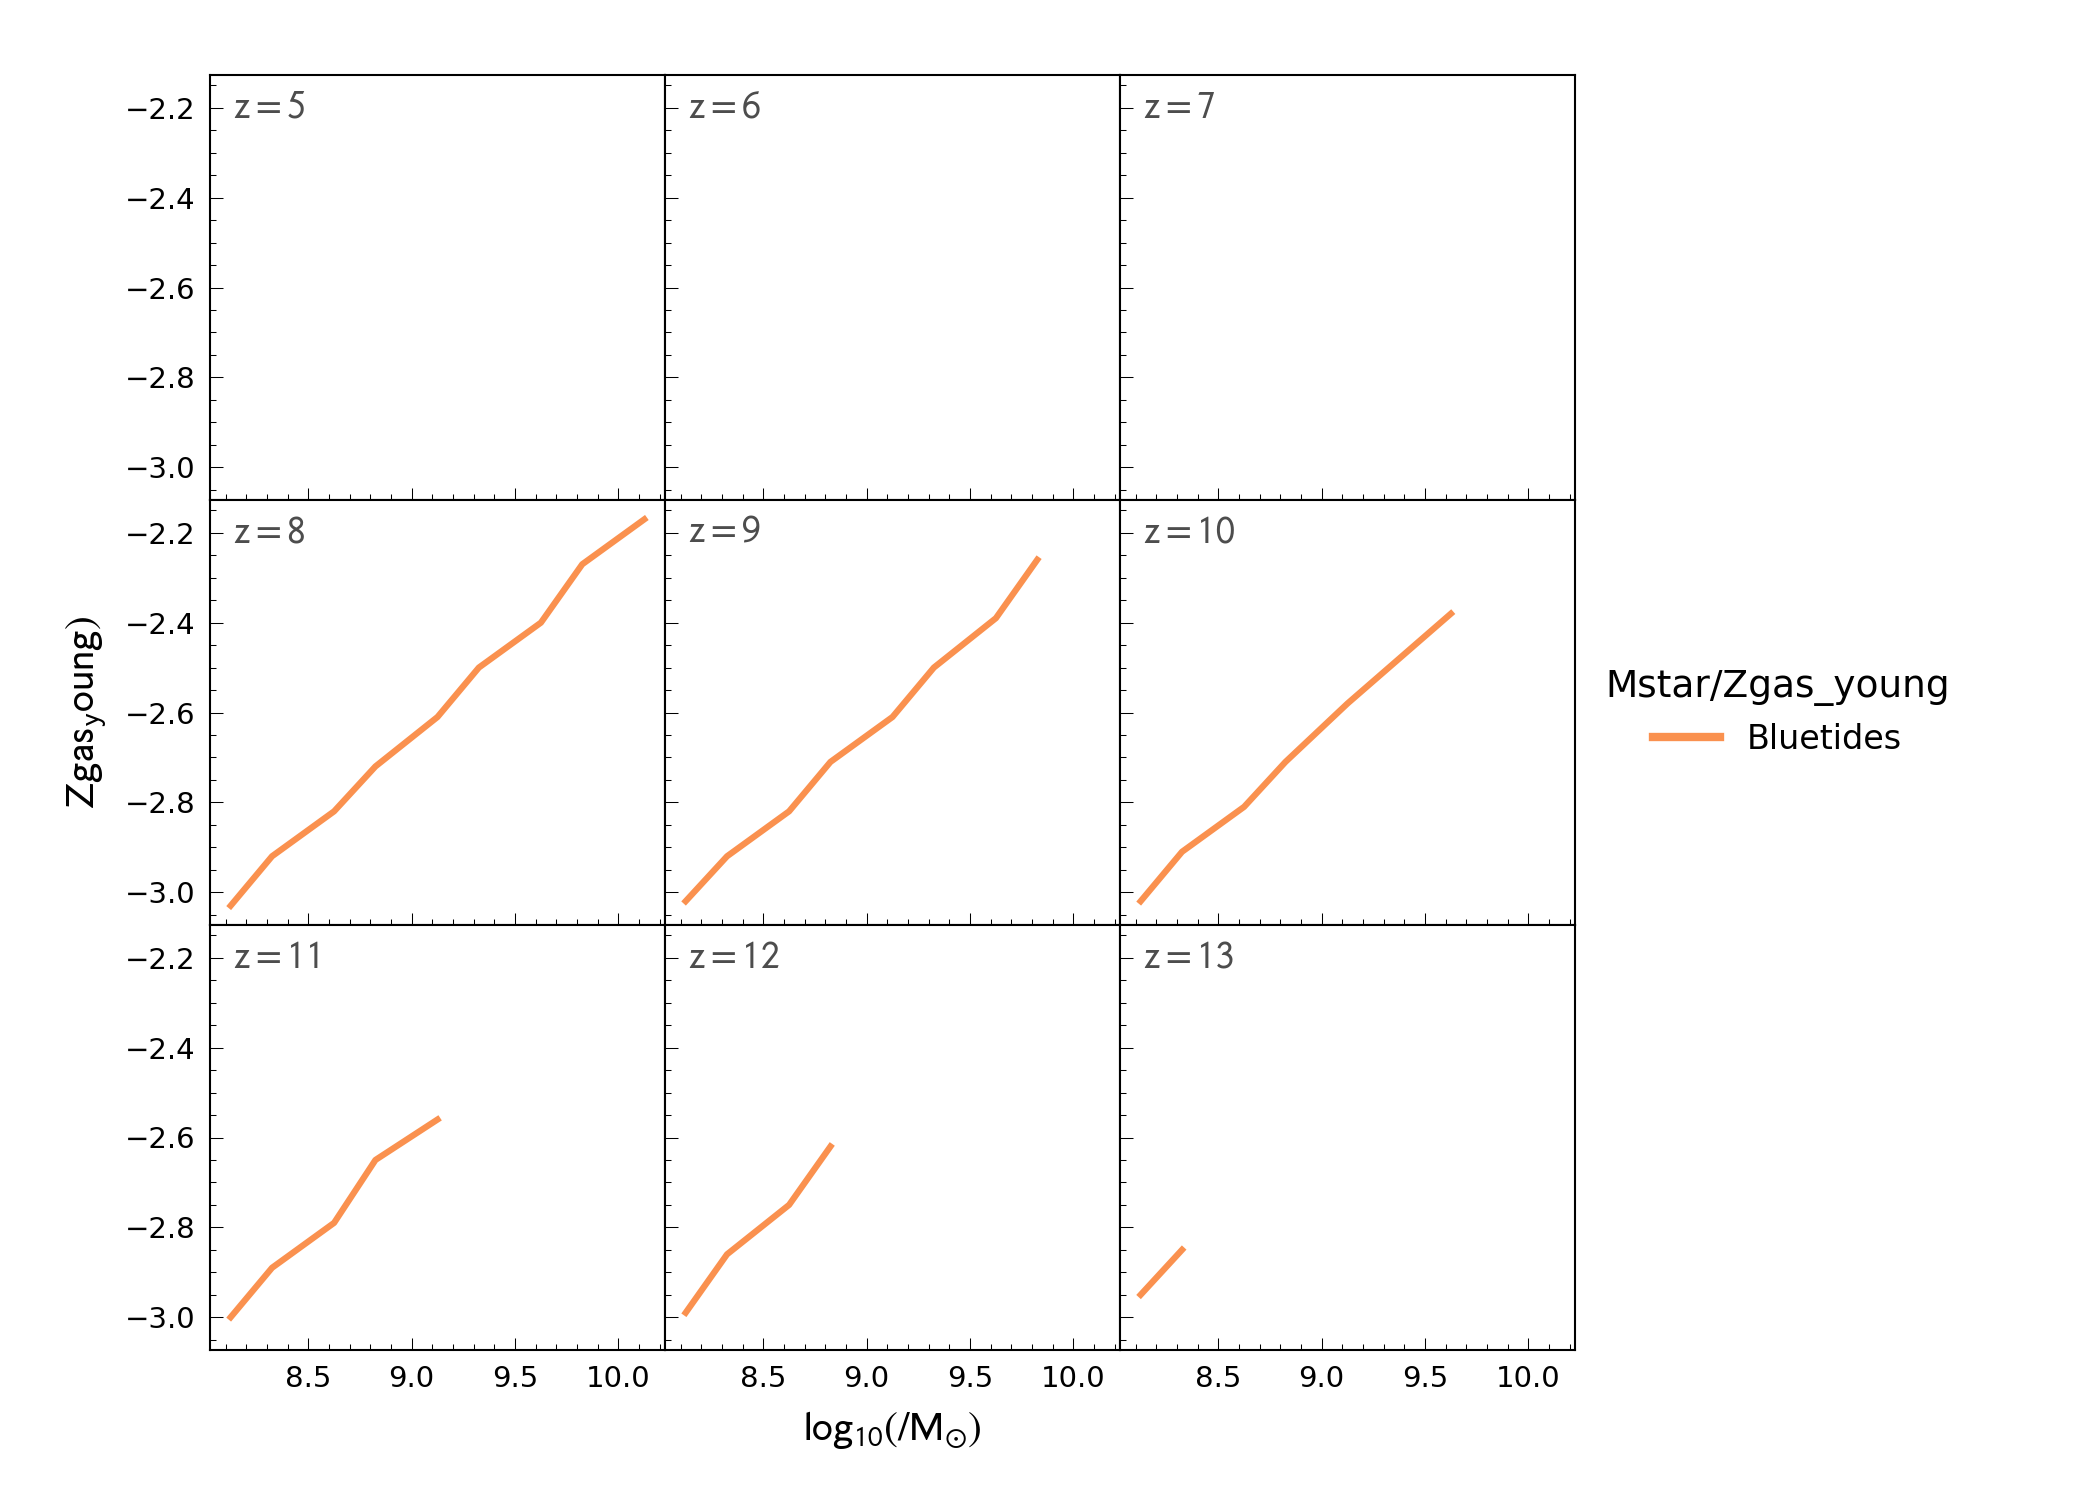 z=5
z=6
z=7
−2.2
−2.4
−2.6
−2.8
−3.0
z=8
z=9
z=10
−2.2
−2.4
−2.6
−2.8
−3.0
z=11
z=12
z=13
−2.2
−2.4
−2.6
−2.8
−3.0
8.5 9.0 9.5 10.0
8.5 9.0 9.5 10.0
8.5 9.0 9.5 10.0
log₁₀(/M⊙)
Zgasᵧoung)
Mstar/Zgas_young
Bluetides